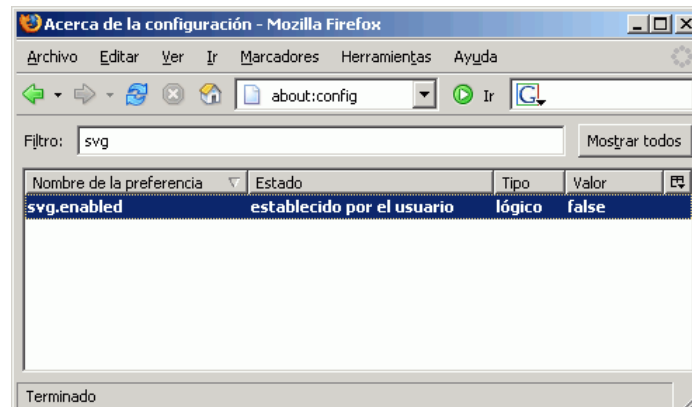 Acerca de la configuración - Mozilla Firefox
Archivo Editar Ver Ir Marcadores Herramientas Ayuda
about:config Ir G
Filtro: svg Mostrar todos
Nombre de la preferencia Estado Tipo Valor
svg.enabled establecido por el usuario lógico false
Terminado